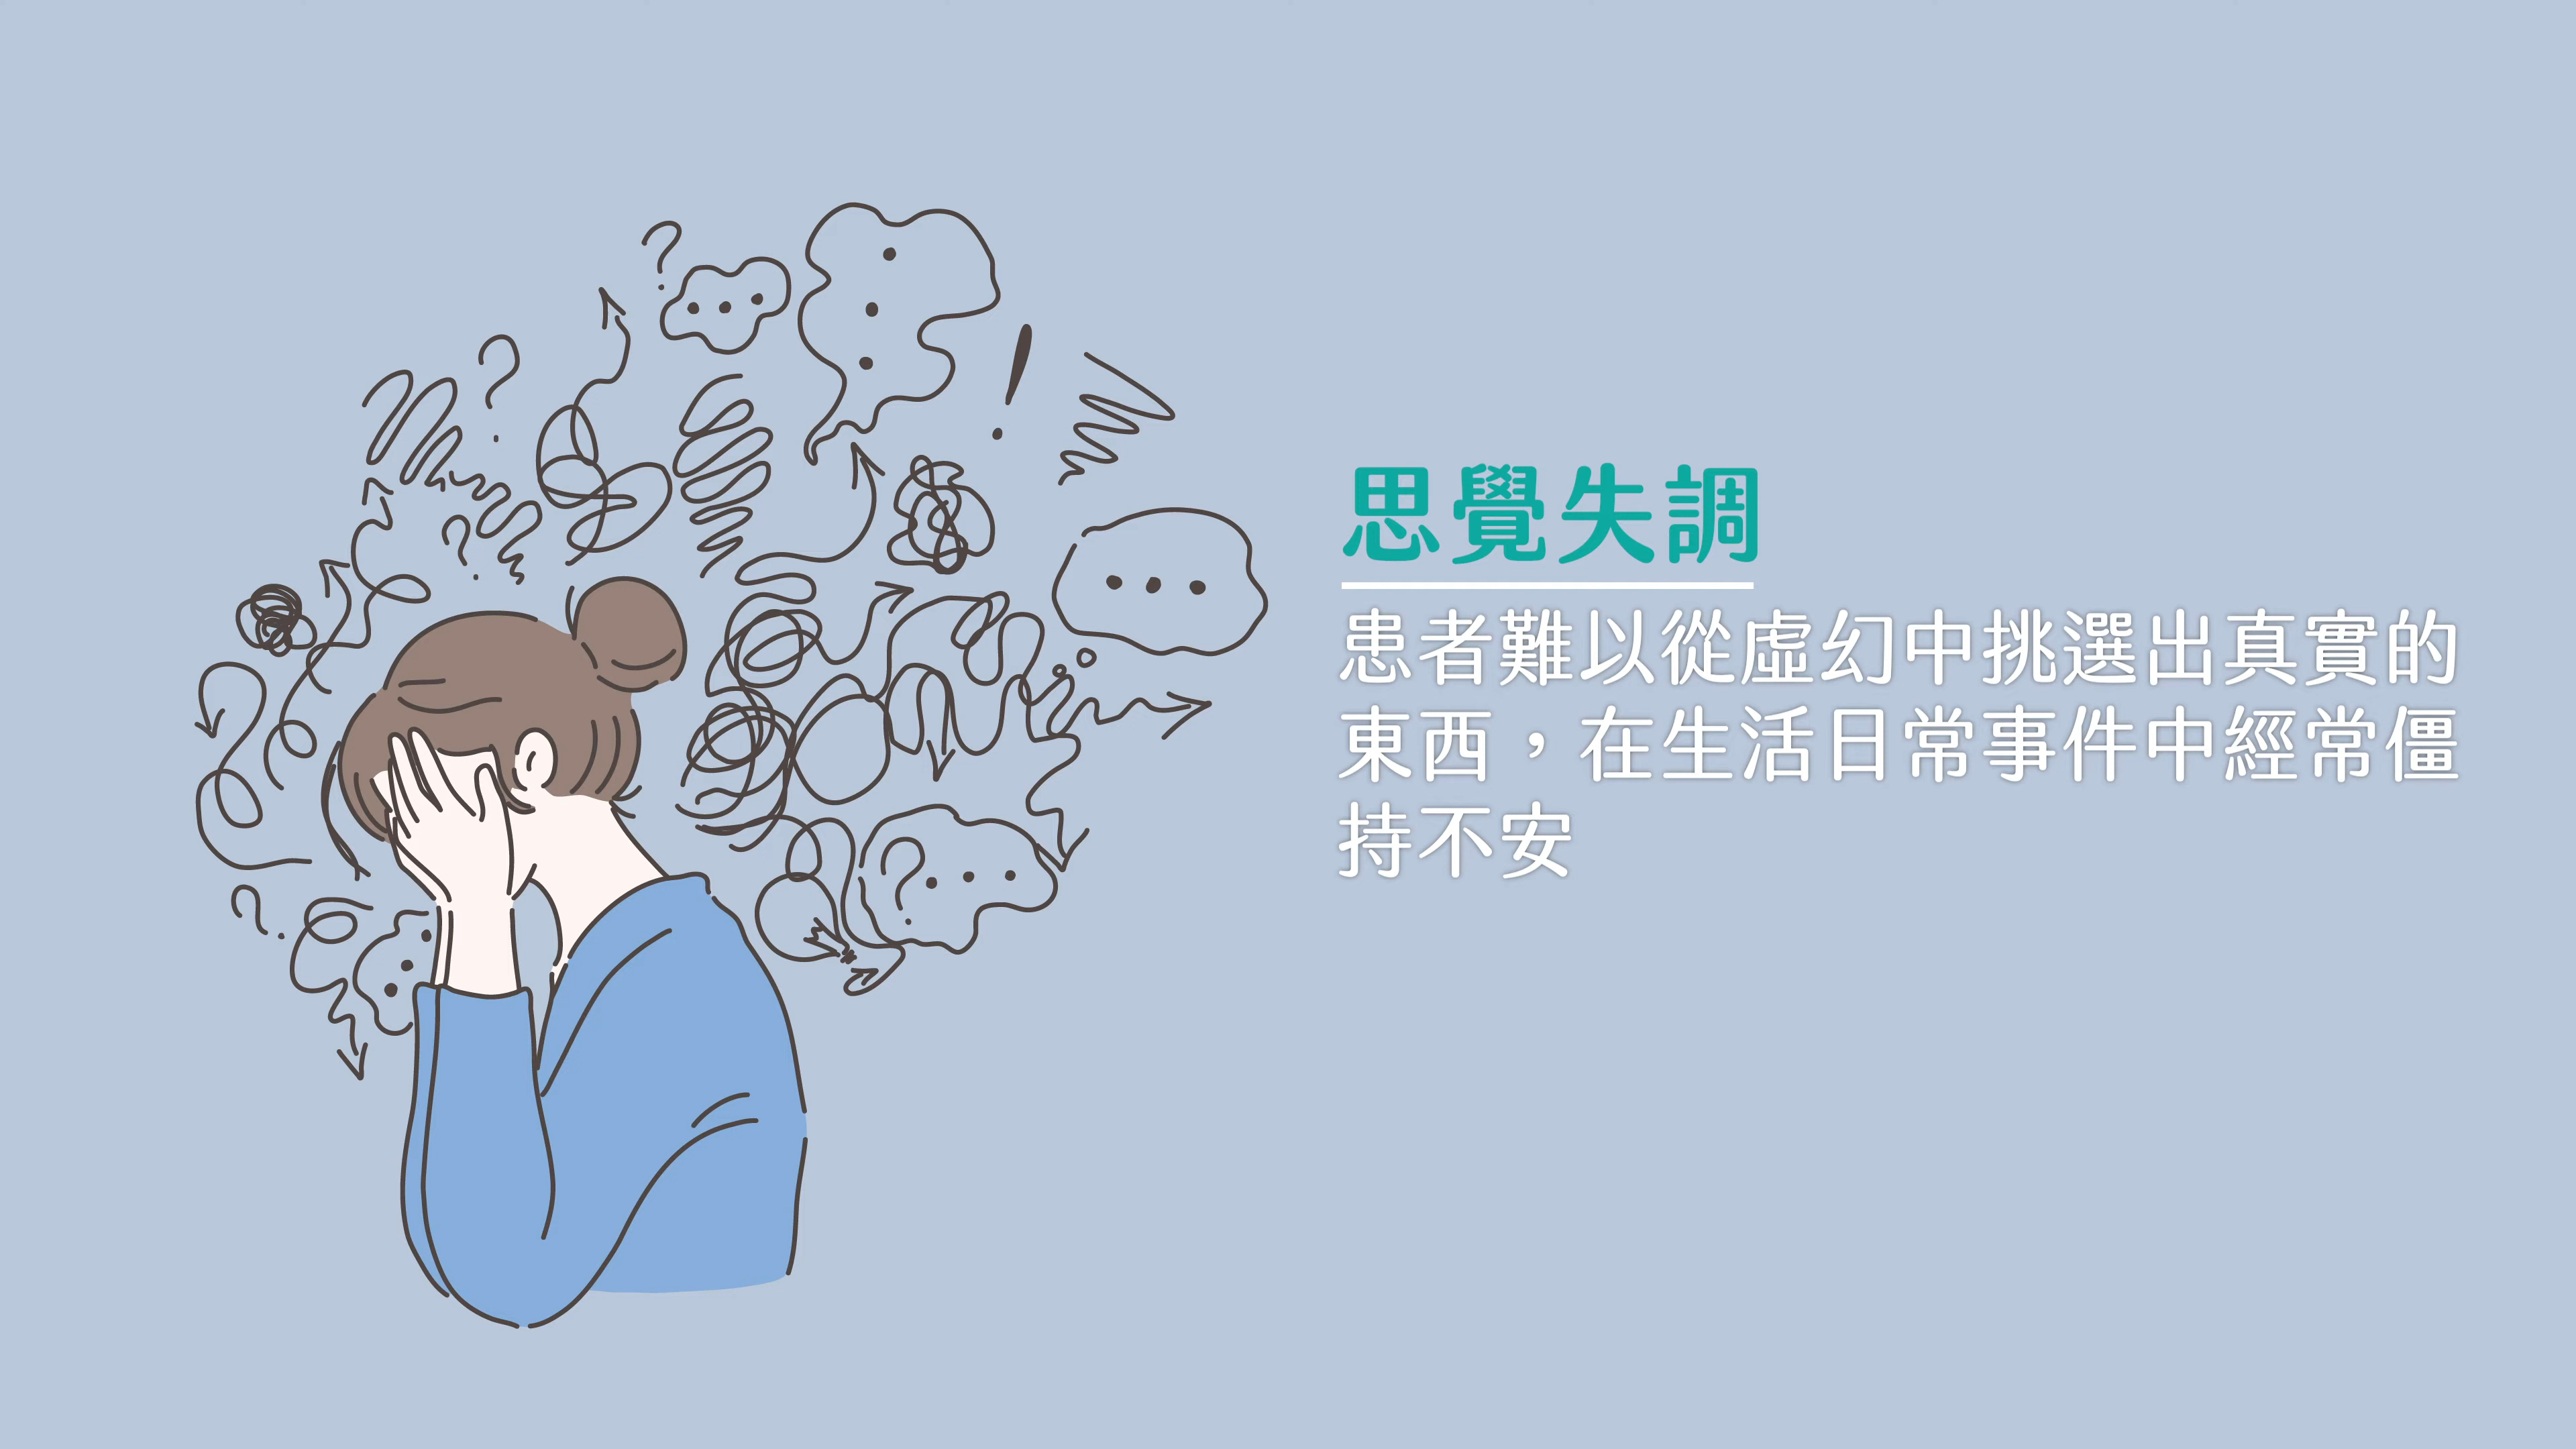 思覺失調
患者難以從虛幻中挑選出真實的
東西，在生活日常事件中經常僵
持不安